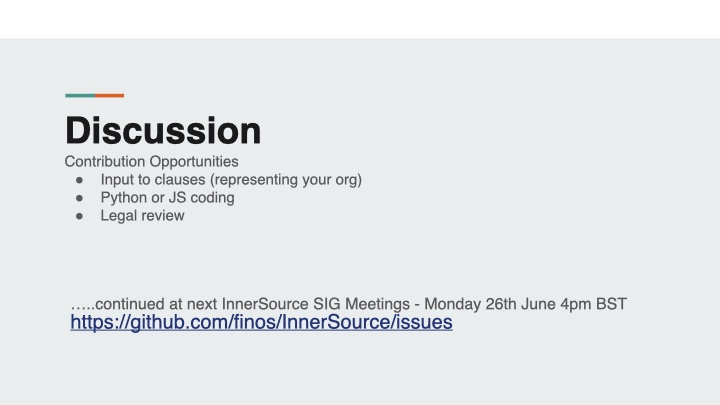 Discussion
Contribution Opportunities
● Input to clauses (representing your org)
● Python or JS coding
● Legal review
…..continued at next InnerSource SIG Meetings - Monday 26th June 4pm BST
https://github.com/finos/InnerSource/issues